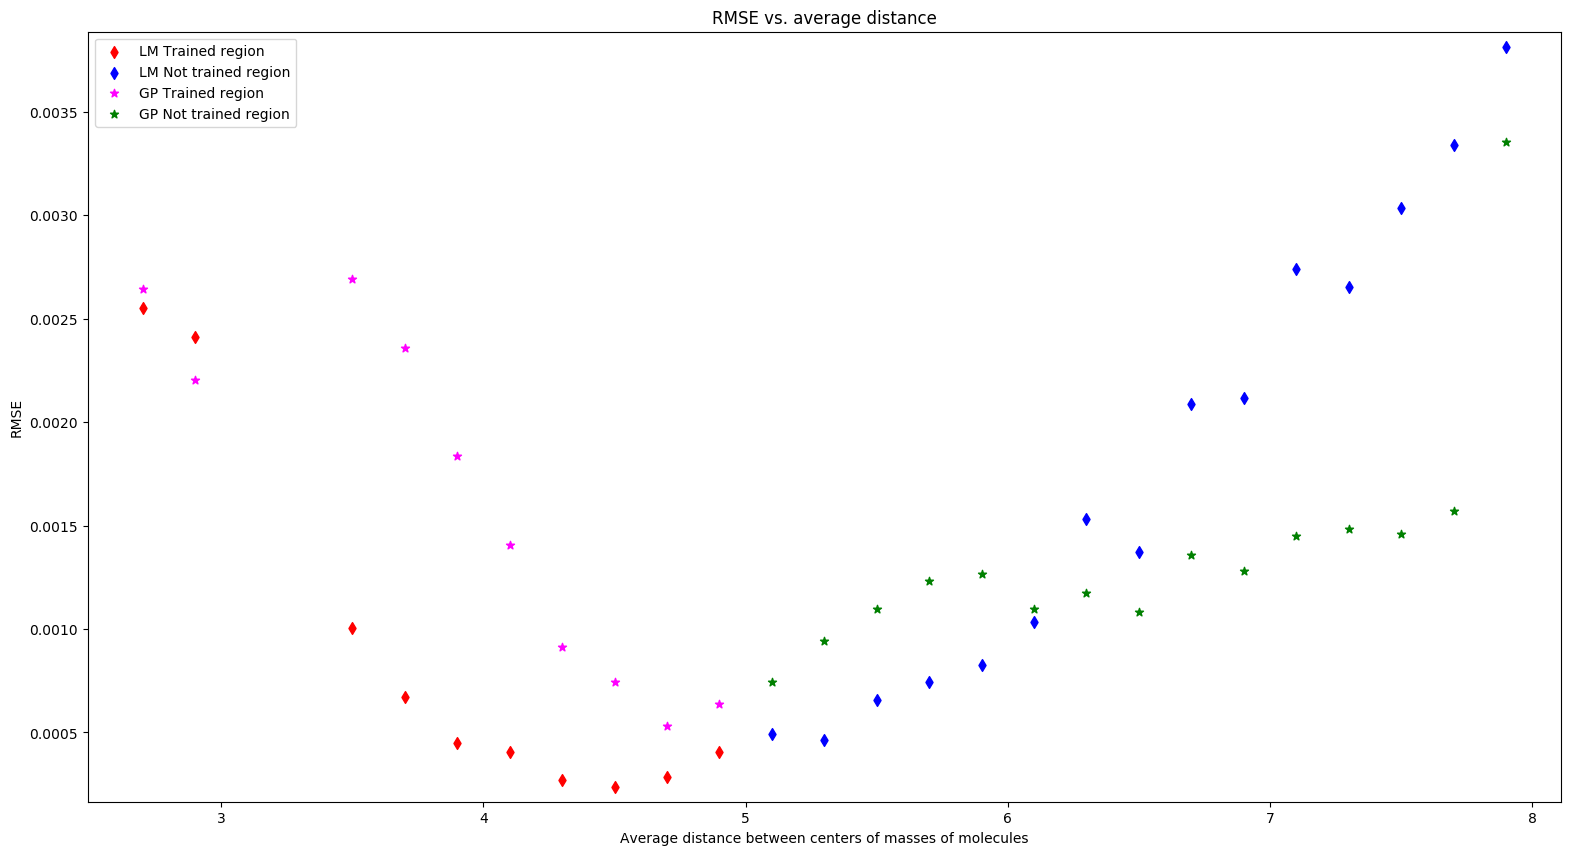 RMSE vs. average distance
LM Trained region
LM Not trained region
GP Trained region
GP Not trained region
RMSE
0.0035
0.0030
0.0025
0.0020
0.0015
0.0010
0.0005
3
4
5
6
7
8
Average distance between centers of masses of molecules